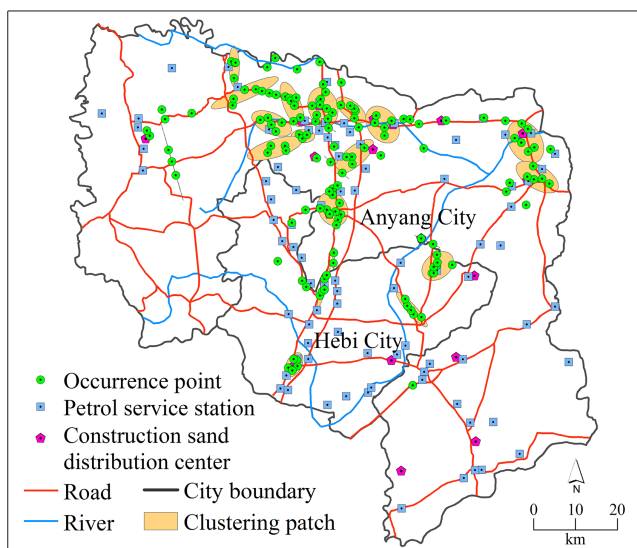 Anyang City
Hebi City
Occurrence point
Petrol service station
Construction sand
distribution center
Road
City boundary
River
Clustering patch
N
0 10 20
km